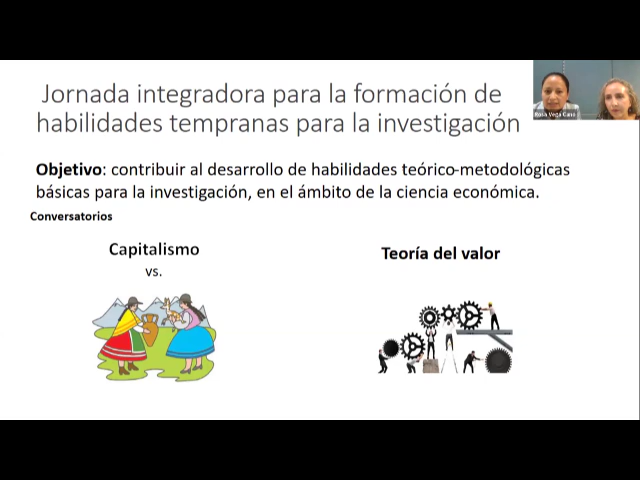 Jornada integradora para la formación de
habilidades tempranas para la investigación
Rosa Vega Cano
Objetivo: contribuir al desarrollo de habilidades teórico-metodológicas
básicas para la investigación, en el ámbito de la ciencia económica.
Conversatorios
Capitalismo
vs.
Teoría del valor